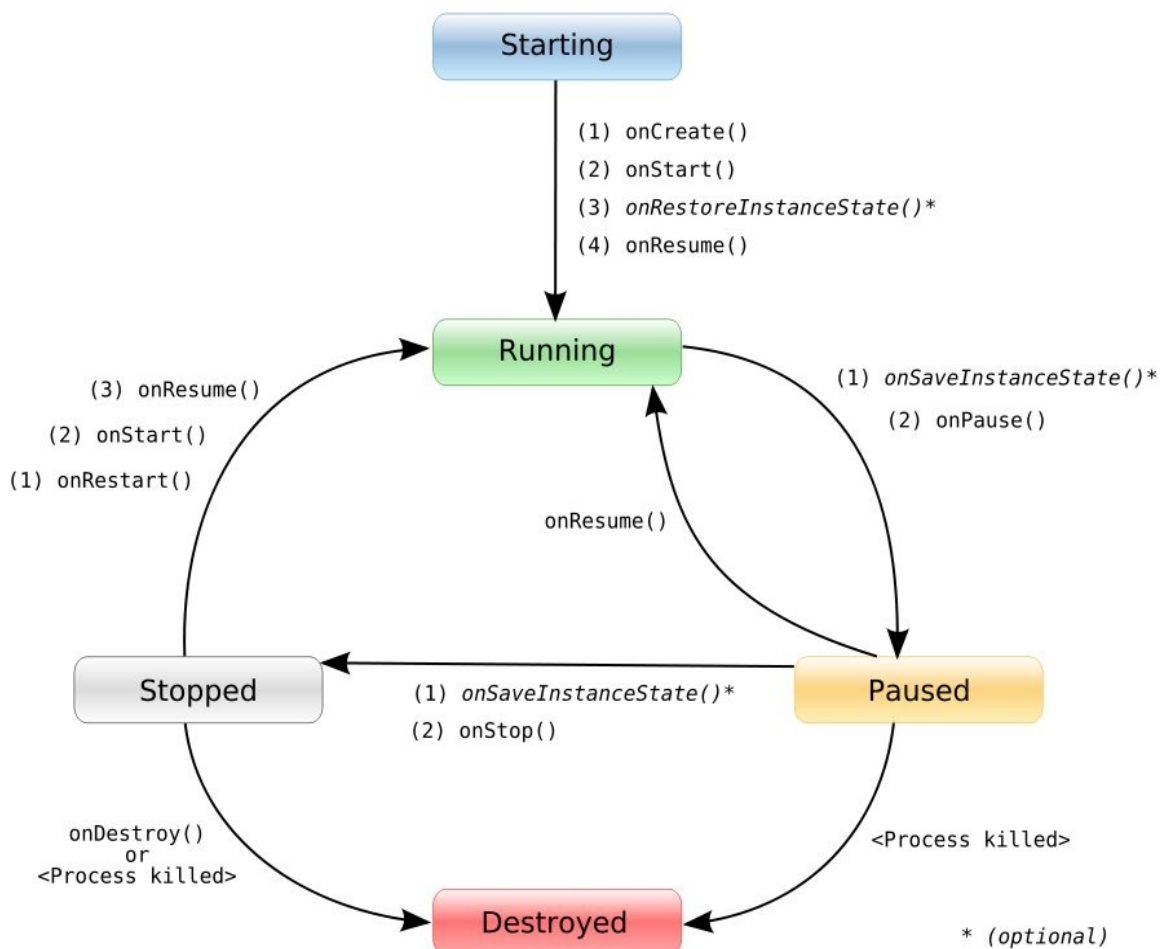 Starting
(1) onCreate()
(2) onStart()
(3) onRestoreInstanceState()*
(4) onResume()
Running
(3) onResume()
(2) onStart()
(1) onRestart()
(1) onSaveInstanceState()*
(2) onPause()
onResume()
Stopped
Paused
(1) onSaveInstanceState()*
(2) onStop()
onDestroy()
or
<Process killed>
<Process killed>
Destroyed
* (optional)